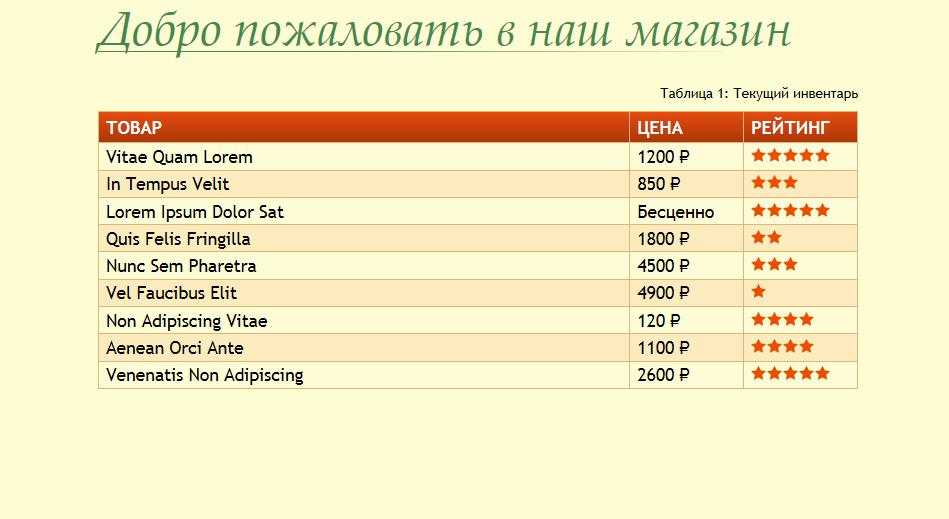 Добро пожаловать в наш магазин
Таблица 1: Текущий инвентарь
ТОВАР ЦЕНА РЕЙТИНГ
Vitae Quam Lorem 1200 ₽ ★★★★★
In Tempus Velit 850 ₽ ★★★
Lorem Ipsum Dolor Sat Бесценно ★★★★★
Quis Felis Fringilla 1800 ₽ ★★
Nunc Sem Pharetra 4500 ₽ ★★★
Vel Faucibus Elit 4900 ₽ ★
Non Adipiscing Vitae 120 ₽ ★★★★
Aenean Orci Ante 1100 ₽ ★★★★
Venenatis Non Adipiscing 2600 ₽ ★★★★★